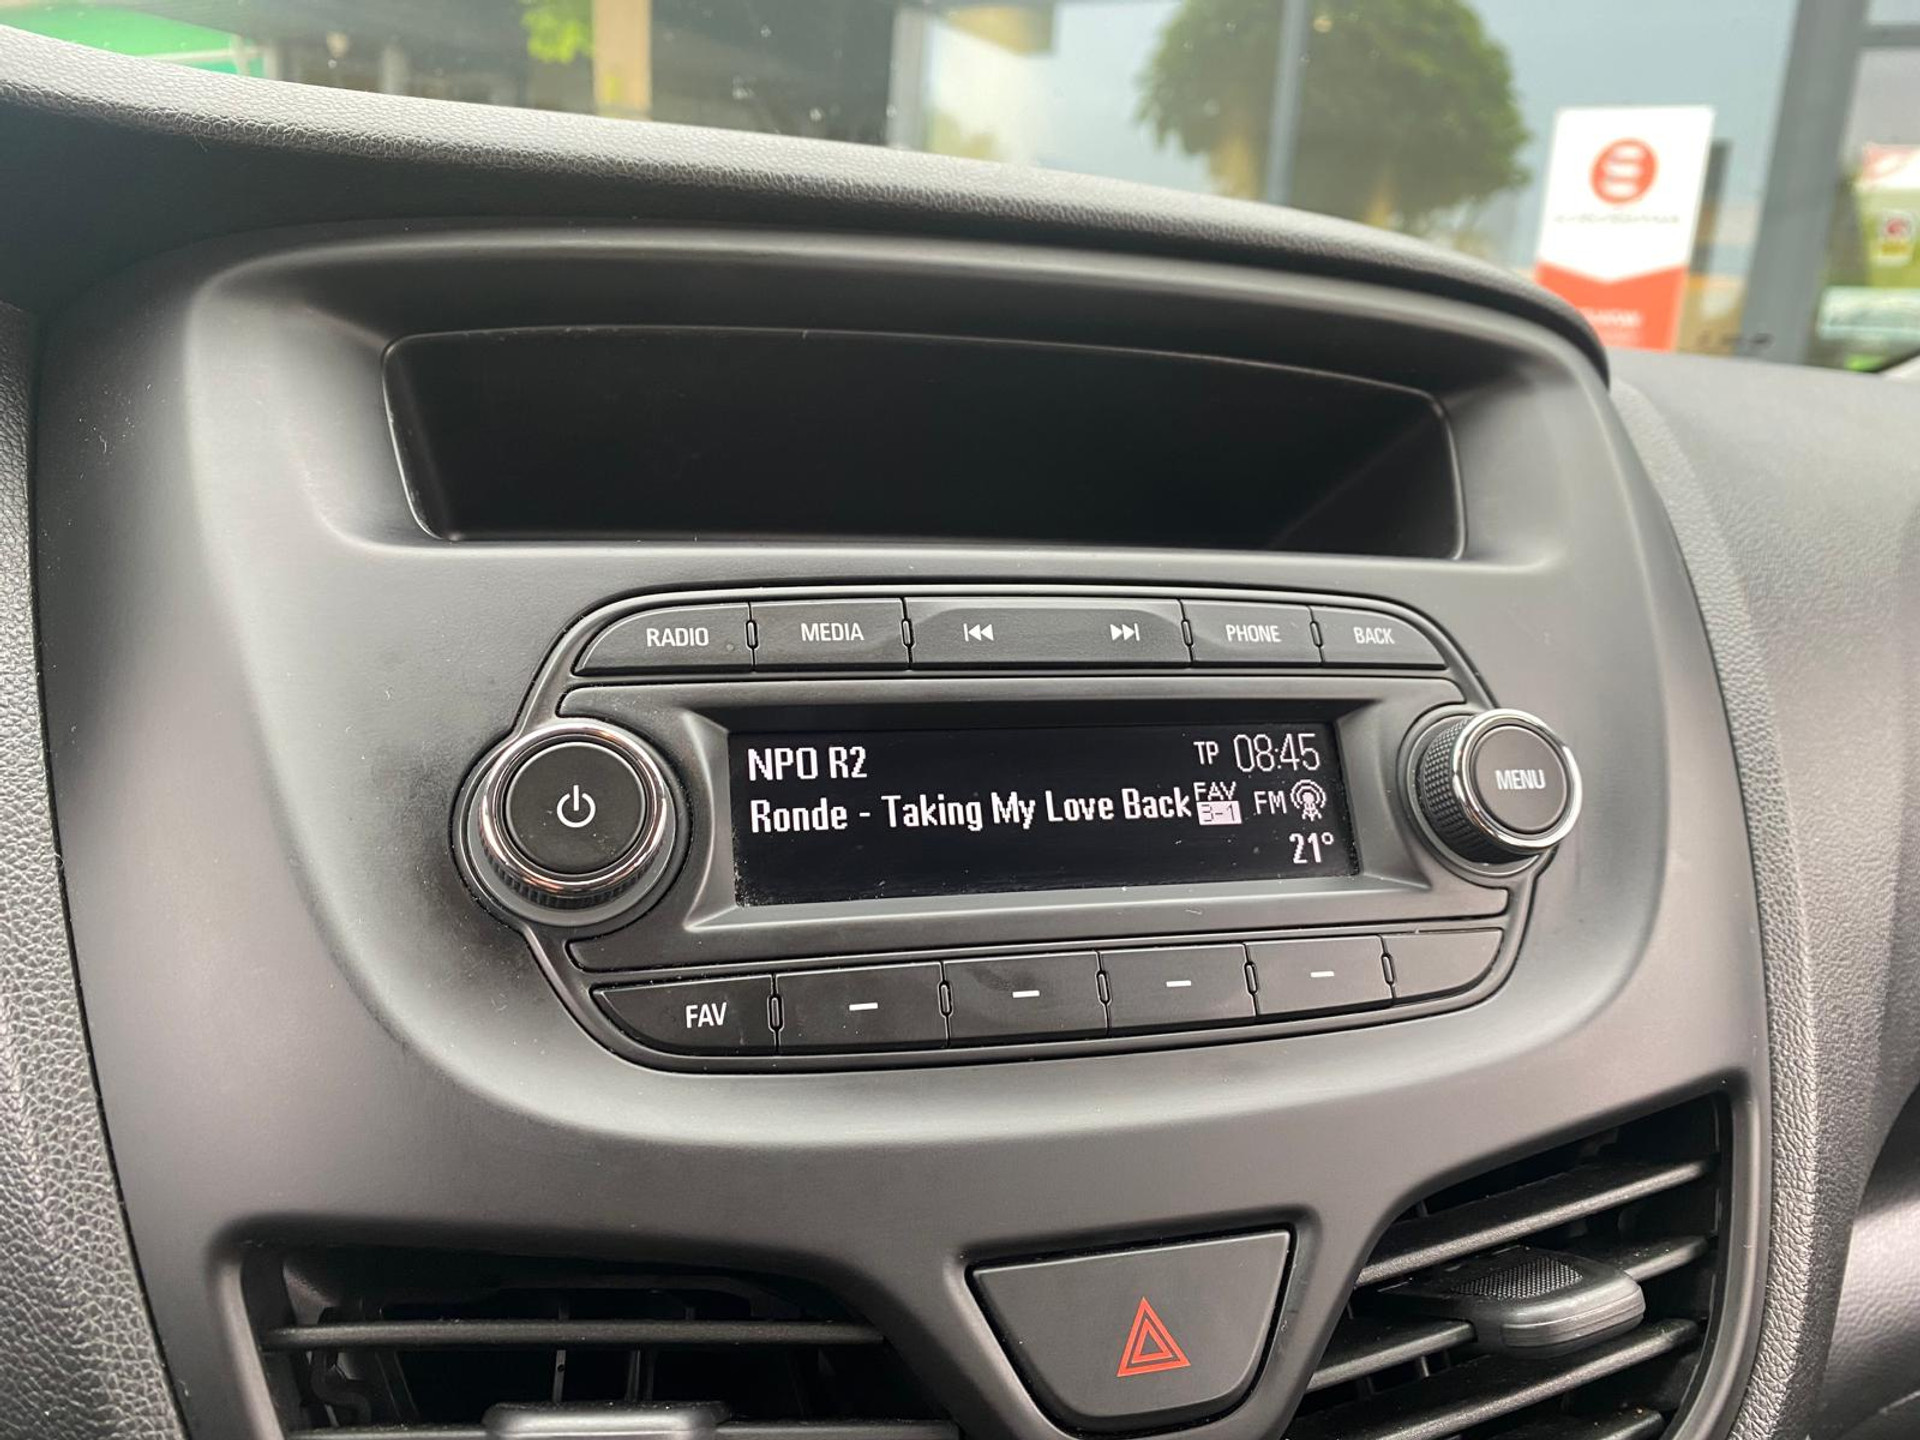 RADIO MEDIA PHONE BACK
NPO R2 TP 08:45
Ronde - Taking My Love Back FAV 3-1 FM
21°
MENU
FAV